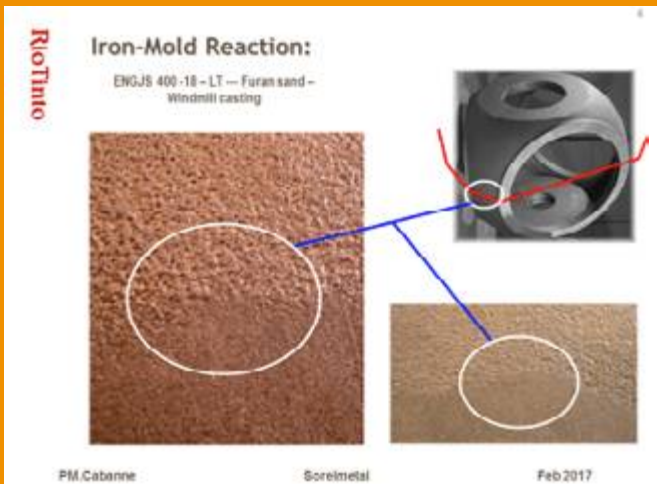 RioTinto
Iron-Mold Reaction:
ENGJS 400 -18 – LT --- Furan sand –
Windmill casting
PM.Cabanne
Sorelmetal
Feb 2017